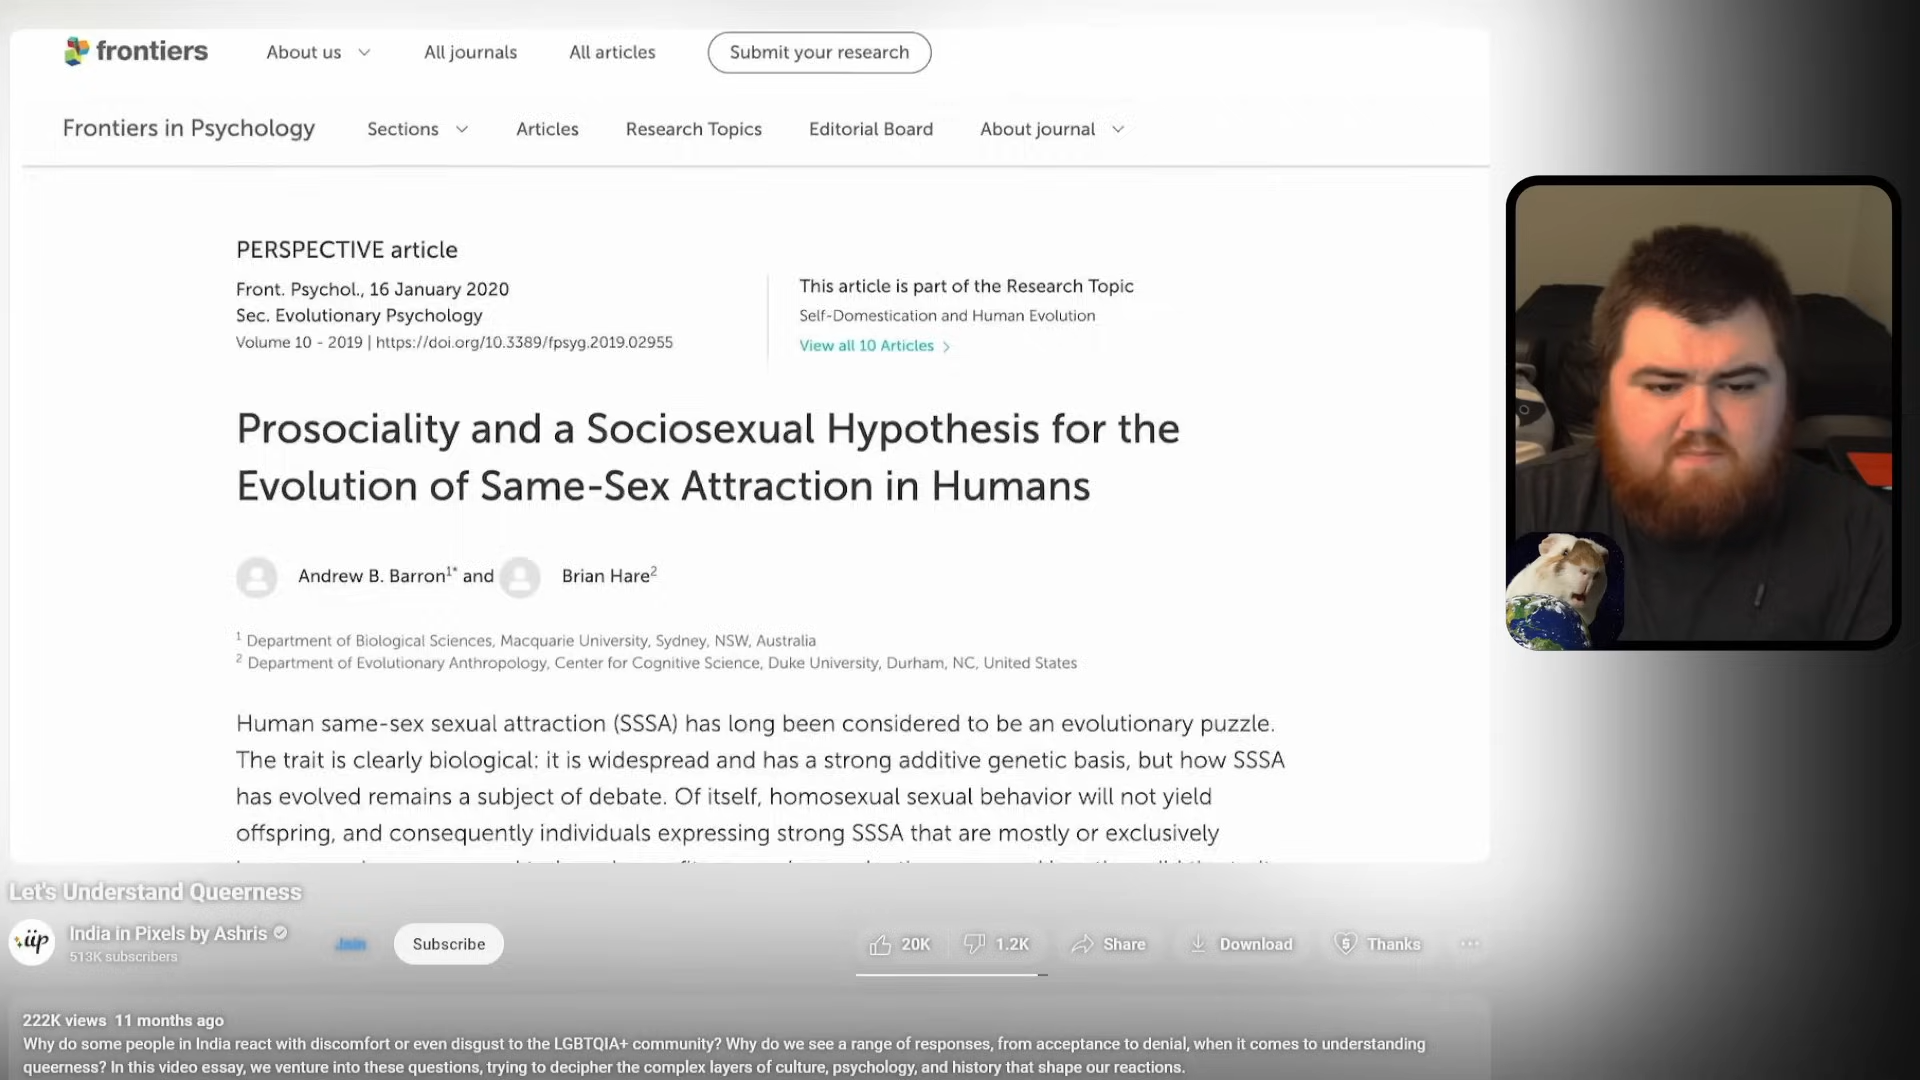 frontiers
About us
All journals
All articles
Submit your research
Frontiers in Psychology
Sections
Articles
Research Topics
Editorial Board
About journal
PERSPECTIVE article
Front. Psychol., 16 January 2020
Sec. Evolutionary Psychology
Volume 10 - 2019 | https://doi.org/10.3389/fpsyg.2019.02955
This article is part of the Research Topic
Self-Domestication and Human Evolution
View all 10 Articles
Prosociality and a Sociosexual Hypothesis for the
Evolution of Same-Sex Attraction in Humans
Andrew B. Barron1* and Brian Hare2
1 Department of Biological Sciences, Macquarie University, Sydney, NSW, Australia
2 Department of Evolutionary Anthropology, Center for Cognitive Science, Duke University, Durham, NC, United States
Human same-sex sexual attraction (SSSA) has long been considered to be an evolutionary puzzle.
The trait is clearly biological: it is widespread and has a strong additive genetic basis, but how SSSA
has evolved remains a subject of debate. Of itself, homosexual sexual behavior will not yield
offspring, and consequently individuals expressing strong SSSA that are mostly or exclusively
Let's Understand Queerness
iip
India in Pixels by Ashris
513K subscribers
Join
Subscribe
20K
1.2K
Share
Download
Thanks
222K views 11 months ago
Why do some people in India react with discomfort or even disgust to the LGBTQIA+ community? Why do we see a range of responses, from acceptance to denial, when it comes to understanding
queerness? In this video essay, we venture into these questions, trying to decipher the complex layers of culture, psychology, and history that shape our reactions.